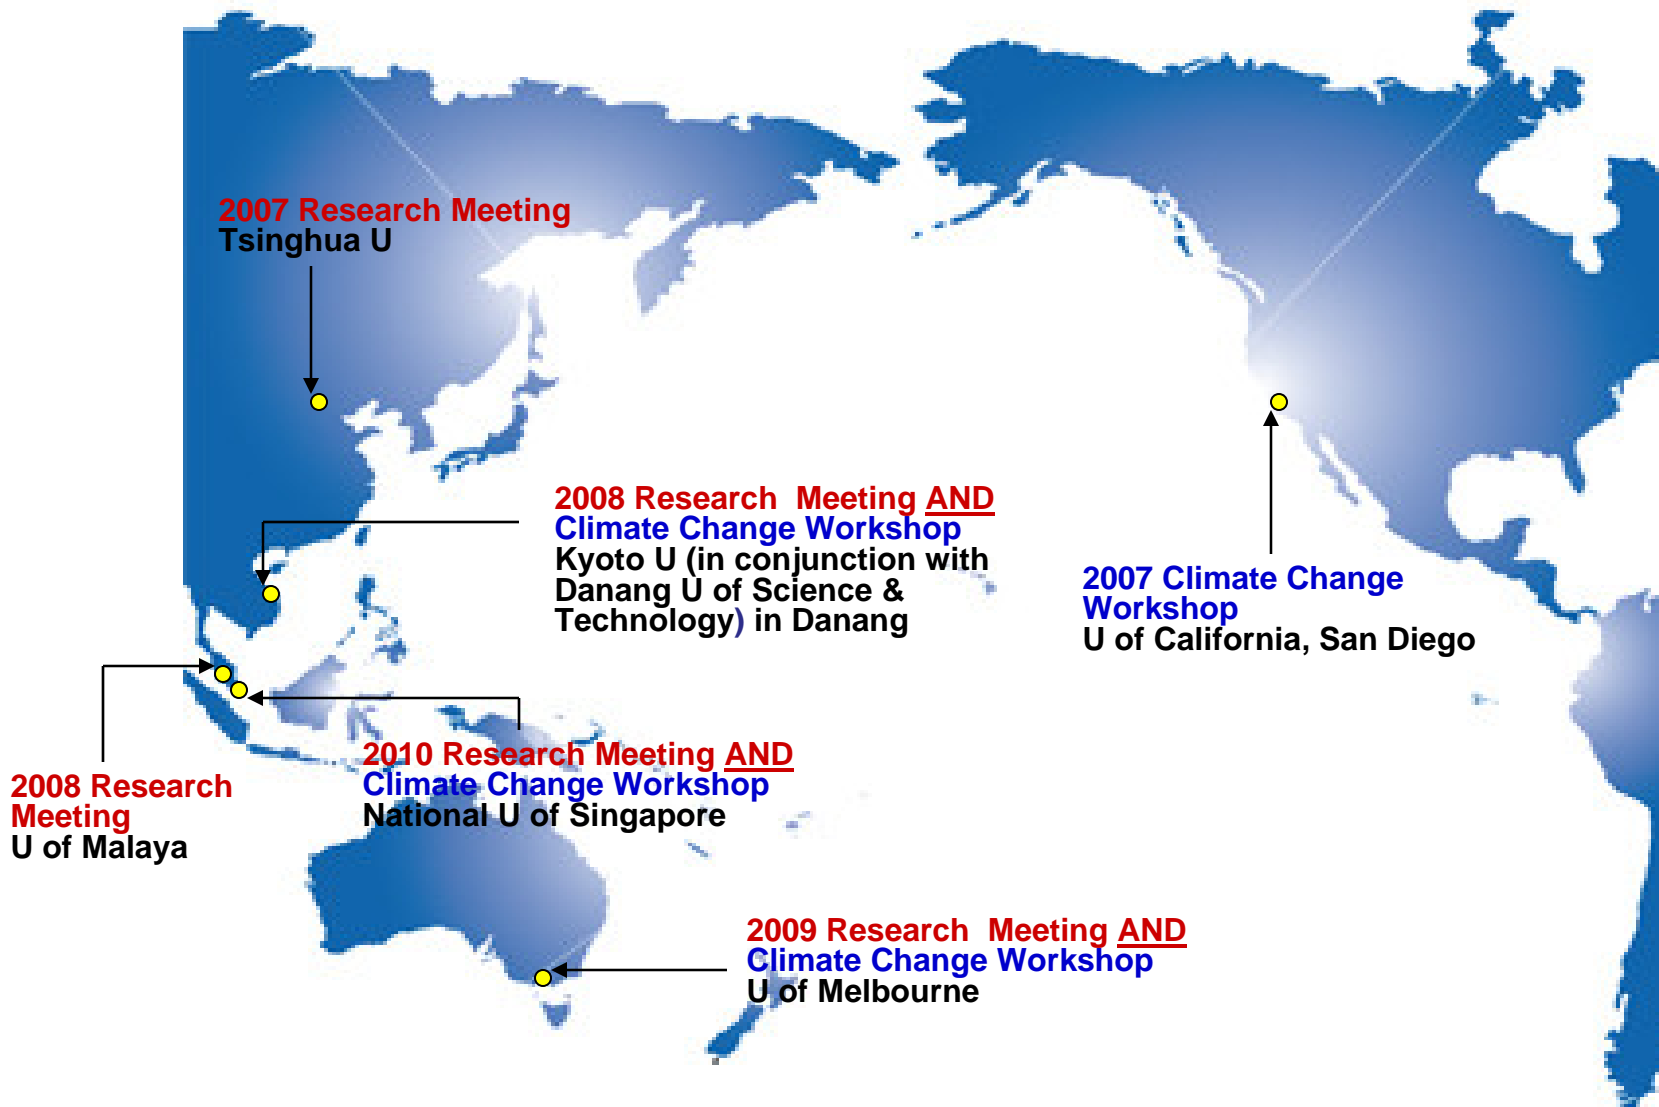 2007 Research Meeting
Tsinghua U
2008 Research Meeting AND
Climate Change Workshop
Kyoto U (in conjunction with
Danang U of Science &
Technology) in Danang
2007 Climate Change
Workshop
U of California, San Diego
2010 Research Meeting AND
Climate Change Workshop
National U of Singapore
2008 Research
Meeting
U of Malaya
2009 Research Meeting AND
Climate Change Workshop
U of Melbourne